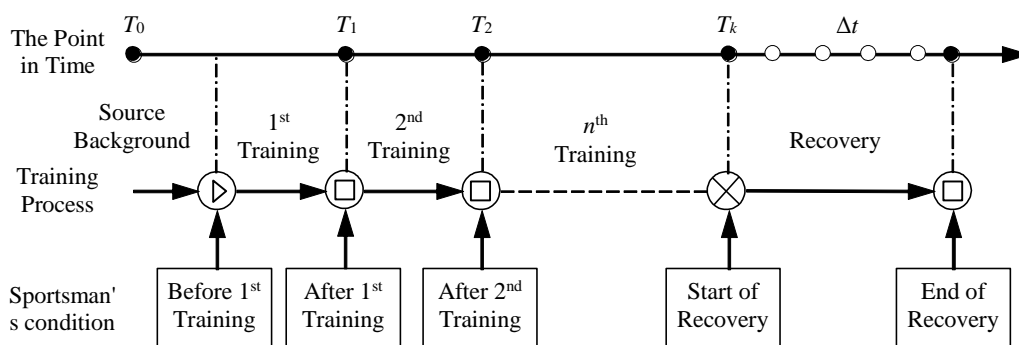 T0 T1 T2 Tk Δt
The Point
in Time
Source
Background
1st
Training
2nd
Training
nth
Training
Recovery
Training
Process
Sportsman'
s condition
Before 1st
Training
After 1st
Training
After 2nd
Training
Start of
Recovery
End of
Recovery